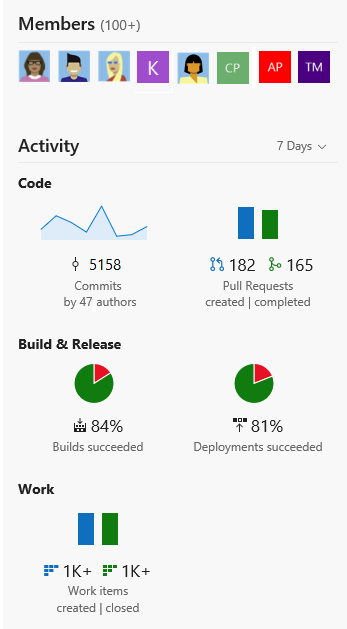 Members (100+)
K CP AP TM
Activity 7 Days
Code
5158
Commits
by 47 authors
182 165
Pull Requests
created | completed
Build & Release
84%
Builds succeeded
81%
Deployments succeeded
Work
1K+ 1K+
Work items
created | closed